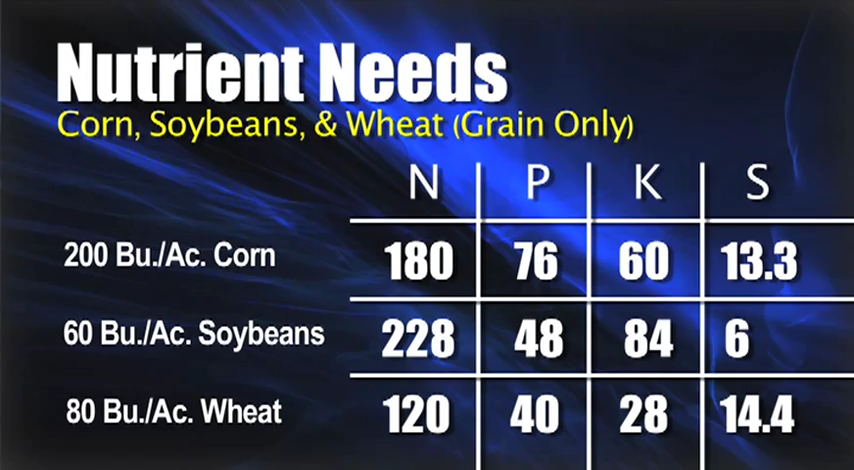 Nutrient Needs
Corn, Soybeans, & Wheat (Grain Only)
N P K S
200 Bu./Ac. Corn 180 76 60 13.3
60 Bu./Ac. Soybeans 228 48 84 6
80 Bu./Ac. Wheat 120 40 28 14.4